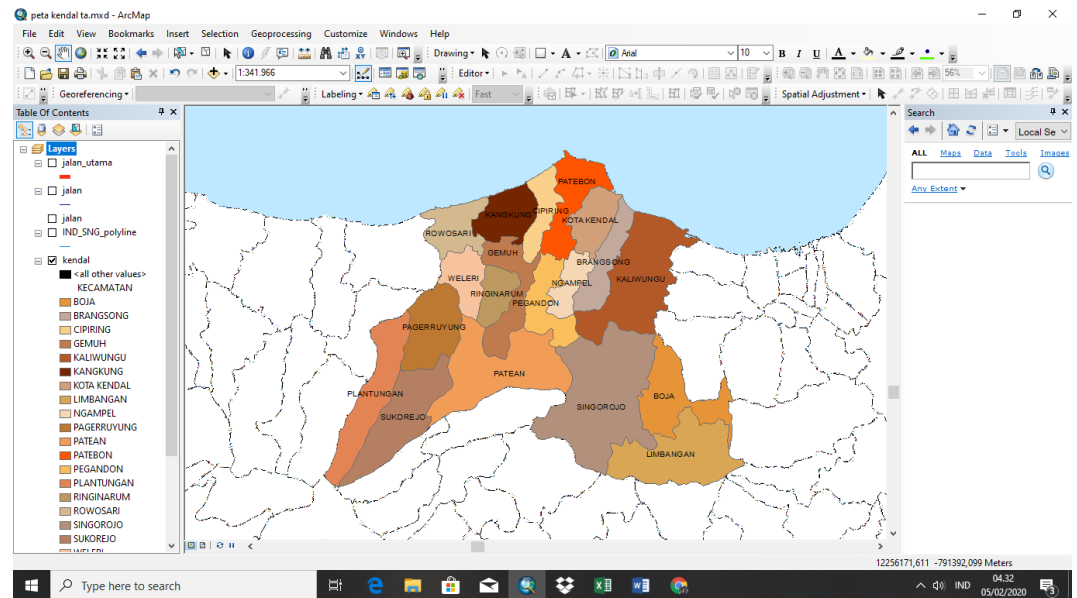 peta kendal ta.mxd - ArcMap
File Edit View Bookmarks Insert Selection Geoprocessing Customize Windows Help
Drawing Arial 10 B I U A
1:341.966 Editor 56%
Georeferencing Labeling Fast Spatial Adjustment
Table Of Contents
Layers
jalan_utama
jalan
jalan
IND_SNG_polyline
kendal
<all other values>
KECAMATAN
BOJA
BRANGSONG
CIPIRING
GEMUH
KALIWUNGU
KANGKUNG
KOTA KENDAL
LIMBANGAN
NGAMPEL
PAGERRUYUNG
PATEAN
PATEBON
PEGANDON
PLANTUNGAN
RINGINARUM
ROWOSARI
SINGOROJO
SUKOREJO
WELERI
PATEBON
KANGKUNG
CIPIRING
KOTA KENDAL
ROWOSARI
GEMUH
BRANGSONG
WELERI
NGAMPEL
KALIWUNGU
RINGINARUM
PEGANDON
PAGERRUYUNG
PATEAN
PLANTUNGAN
SUKOREJO
SINGOROJO
BOJA
LIMBANGAN
Search
Local Se
ALL Maps Data Tools Images
Any Extent
12256171,611 -791392,099 Meters
Type here to search
IND
04.32
05/02/2020
3